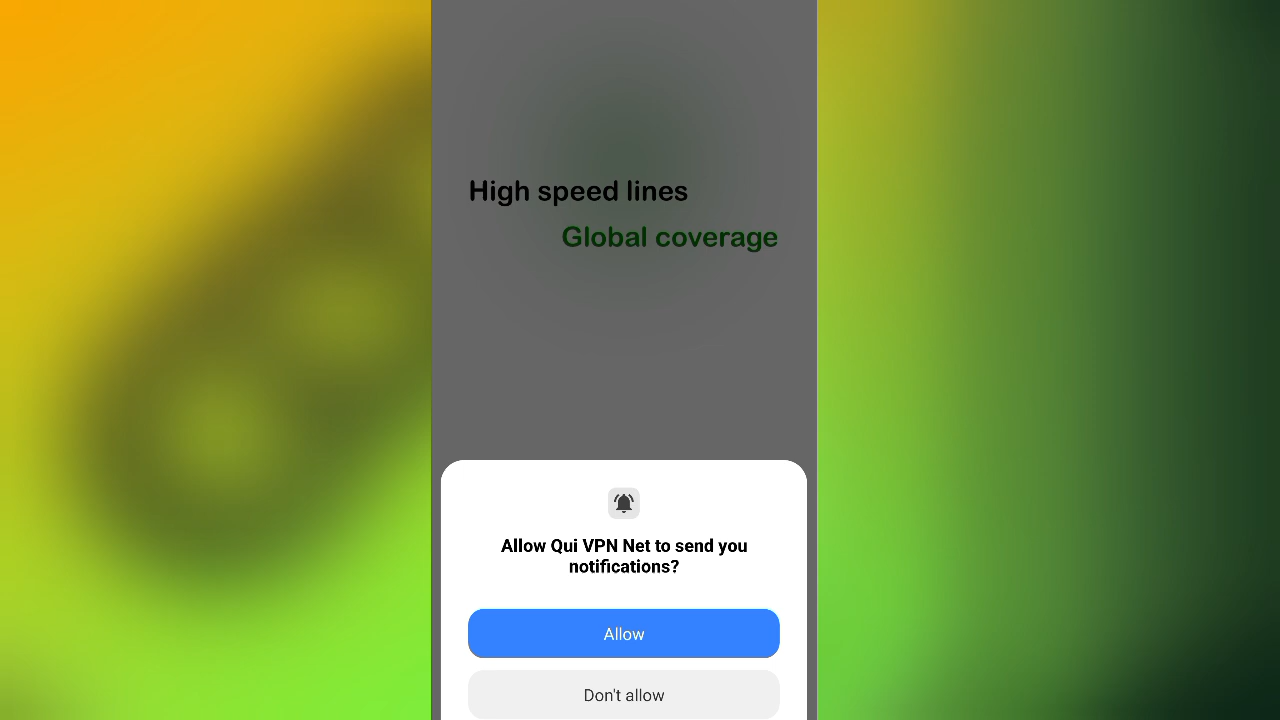 High speed lines
Global coverage
Allow Qui VPN Net to send you
notifications?
Allow
Don't allow